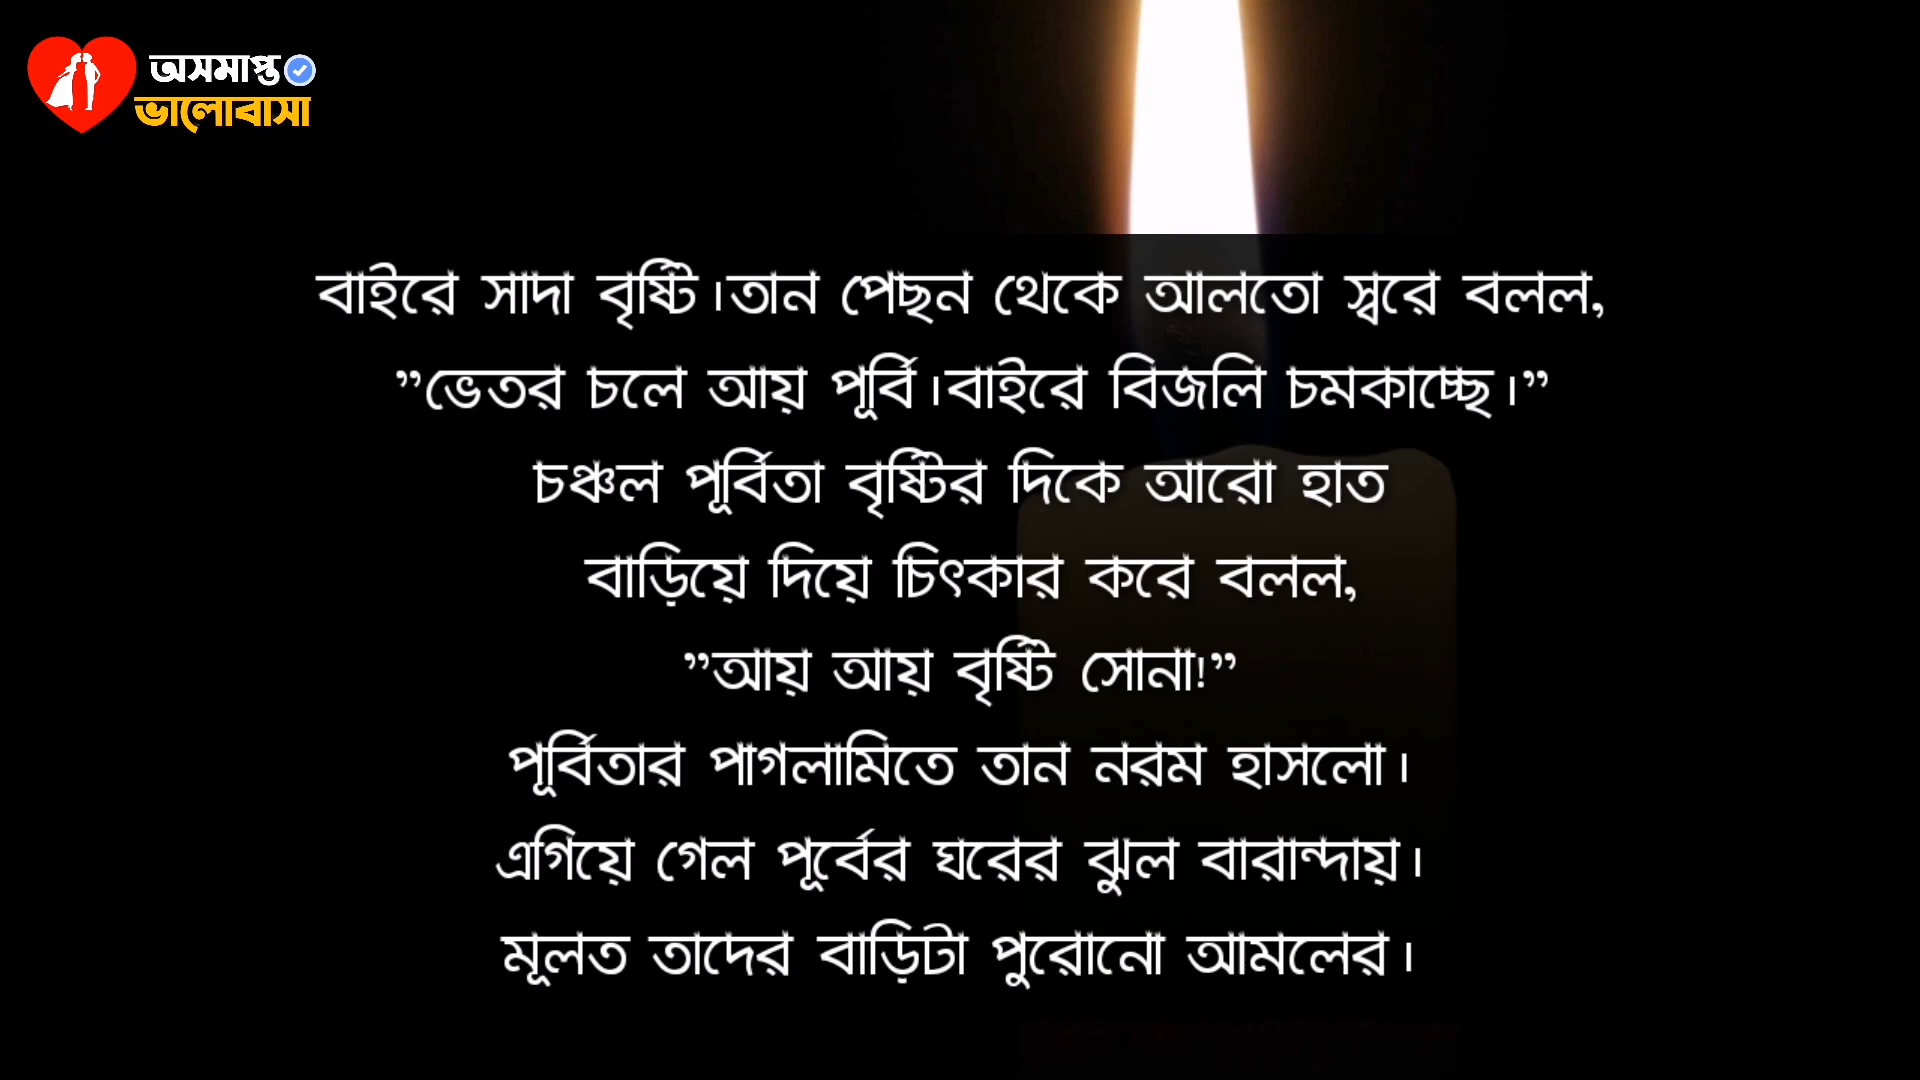 অসমাপ্ত
ভালোবাসা
বাইরে সাদা বৃষ্টি।তান পেছন থেকে আলতো স্বরে বলল,
”ভেতর চলে আয় পূর্বি।বাইরে বিজলি চমকাচ্ছে।”
চঞ্চল পূর্বিতা বৃষ্টির দিকে আরো হাত
বাড়িয়ে দিয়ে চিৎকার করে বলল,
”আয় আয় বৃষ্টি সোনা!”
পূর্বিতার পাগলামিতে তান নরম হাসলো।
এগিয়ে গেল পূর্বের ঘরের ঝুল বারান্দায়।
মূলত তাদের বাড়িটা পুরোনো আমলের।